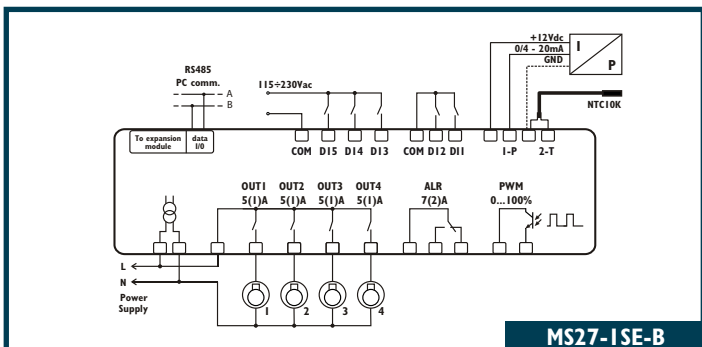 +12Vdc
0/4 - 20mA
GND
I
P
RS485
PC comm.
A
B
115÷230Vac
NTC10K
To expansion
module
data
I/O
COM DI5 DI4 DI3
COM DI2 DI1
1-P
2-T
OUT1
5(1)A
OUT2
5(1)A
OUT3
5(1)A
OUT4
5(1)A
ALR
7(2)A
PWM
0...100%
L
N
Power
Supply
1
2
3
4
MS27-1SE-B